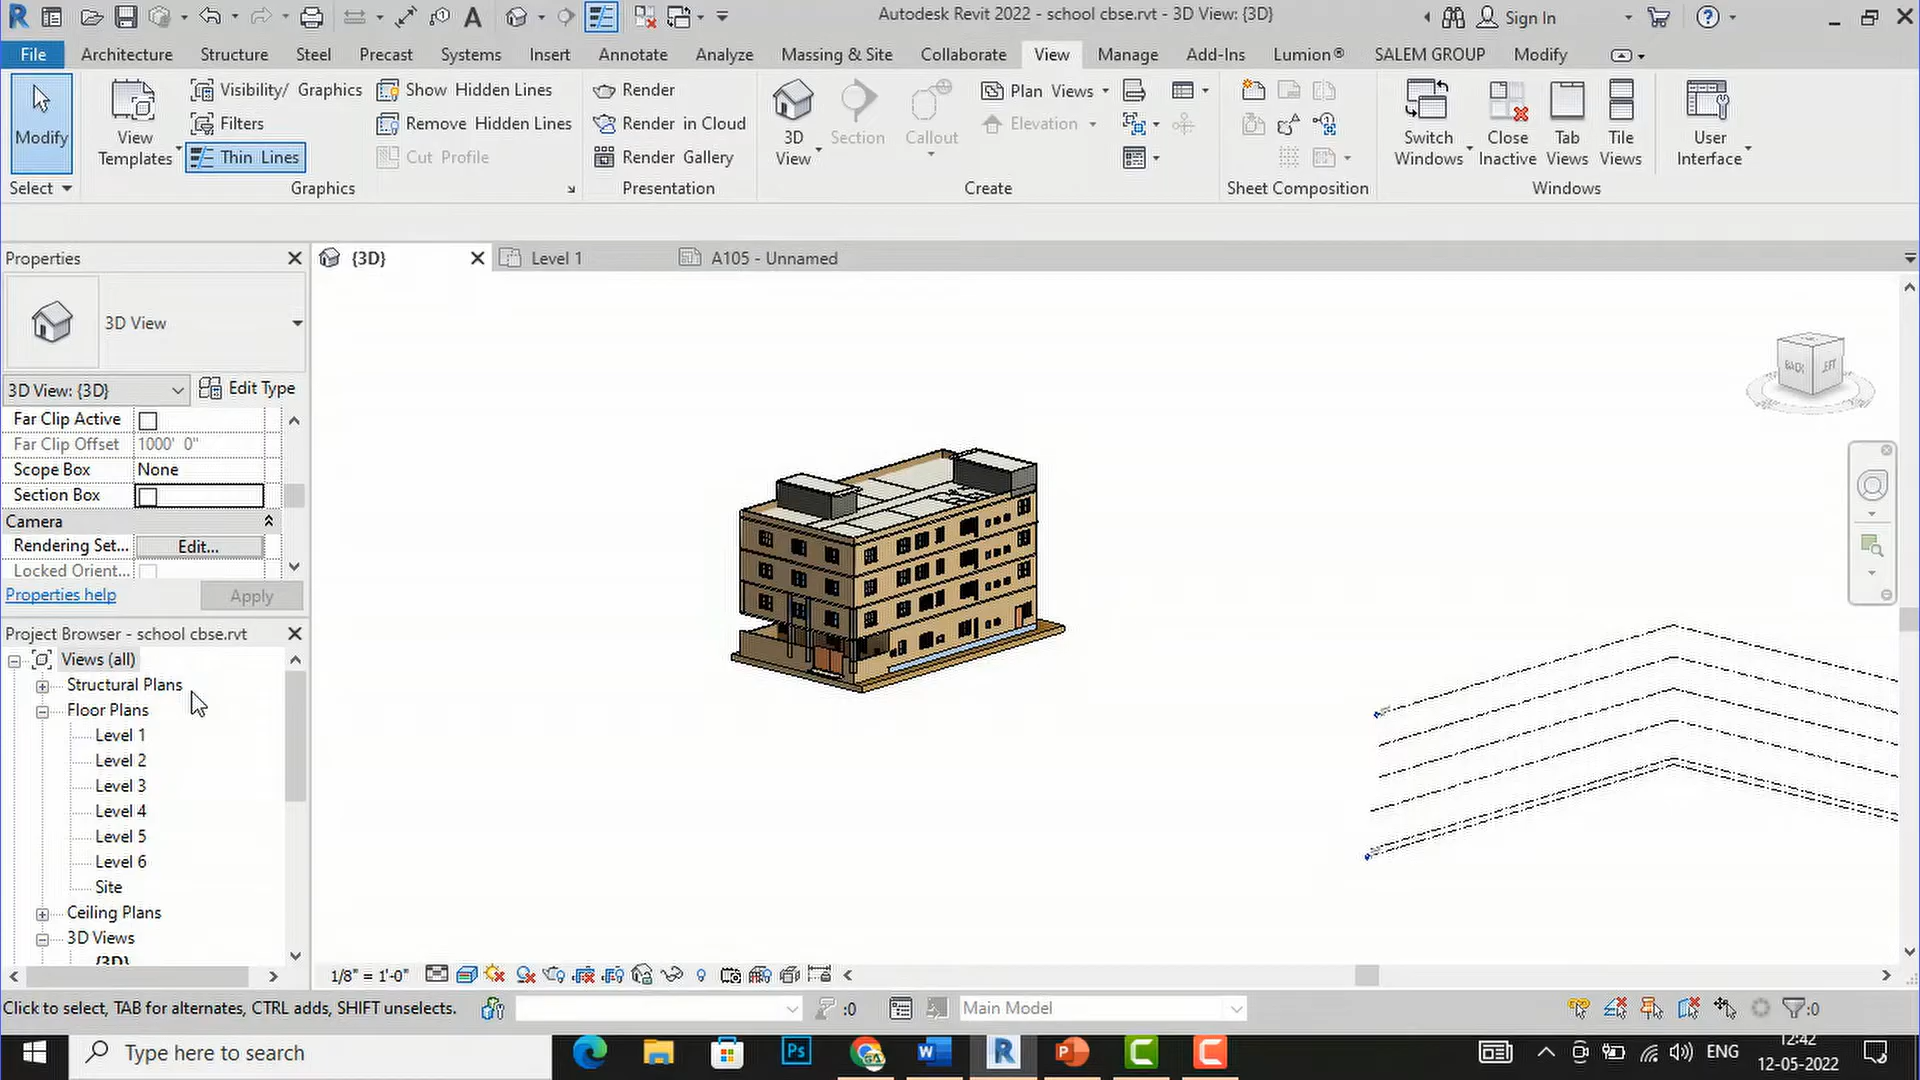 Autodesk Revit 2022 - school cbse.rvt - 3D View: {3D}
Sign In
File Architecture Structure Steel Precast Systems Insert Annotate Analyze Massing & Site Collaborate View Manage Add-Ins Lumion® SALEM GROUP Modify
Modify
View Templates
Visibility/ Graphics
Filters
Thin Lines
Show Hidden Lines
Remove Hidden Lines
Cut Profile
Render
Render in Cloud
Render Gallery
3D View
Section
Callout
Plan Views
Elevation
Switch Windows
Close Inactive
Tab Views
Tile Views
User Interface
Select Graphics Presentation Create Sheet Composition Windows
Properties
{3D}
Level 1
A105 - Unnamed
3D View
3D View: {3D} Edit Type
Far Clip Active
Far Clip Offset 1000' 0"
Scope Box None
Section Box
Camera
Rendering Set... Edit...
Locked Orient...
Properties help Apply
BACK LEFT
Project Browser - school cbse.rvt
Views (all)
Structural Plans
Floor Plans
Level 1
Level 2
Level 3
Level 4
Level 5
Level 6
Site
Ceiling Plans
3D Views
{3D}
1/8" = 1'-0"
Click to select, TAB for alternates, CTRL adds, SHIFT unselects.
:0
Main Model
:0
Type here to search
Ps
ENG
12:42
12-05-2022